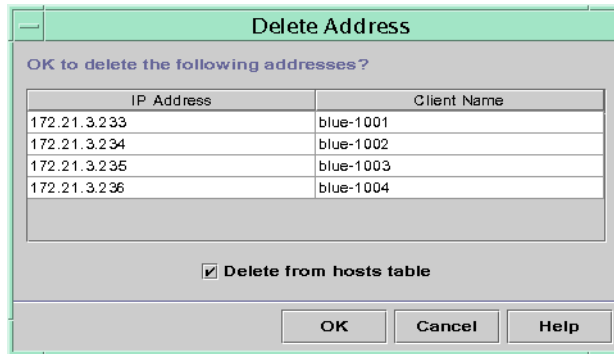 Delete Address
OK to delete the following addresses?
IP Address Client Name
172.21.3.233 blue-1001
172.21.3.234 blue-1002
172.21.3.235 blue-1003
172.21.3.236 blue-1004
Delete from hosts table
OK Cancel Help